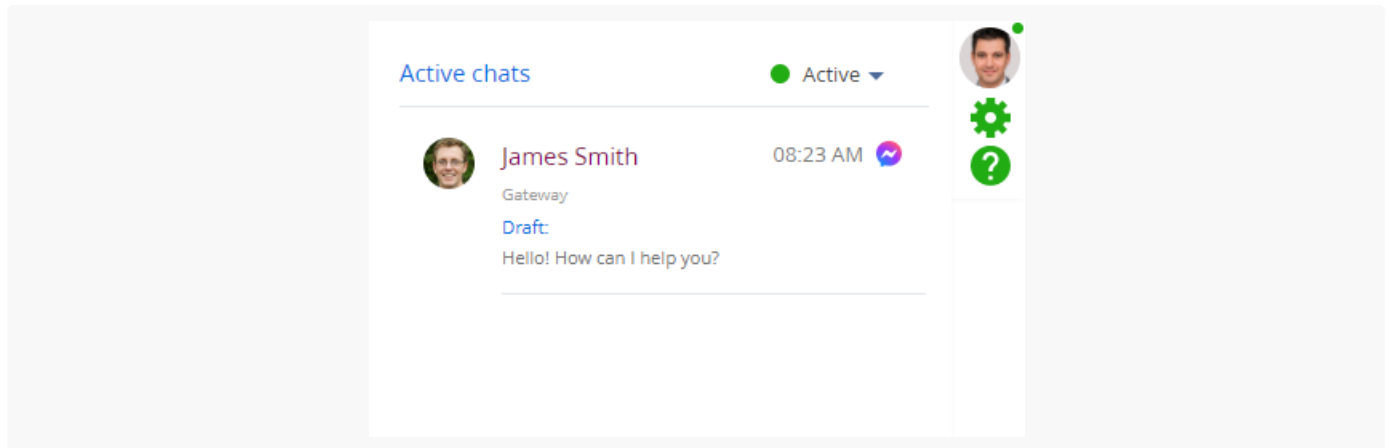 Active chats
Active
James Smith
08:23 AM
Gateway
Draft:
Hello! How can I help you?
?